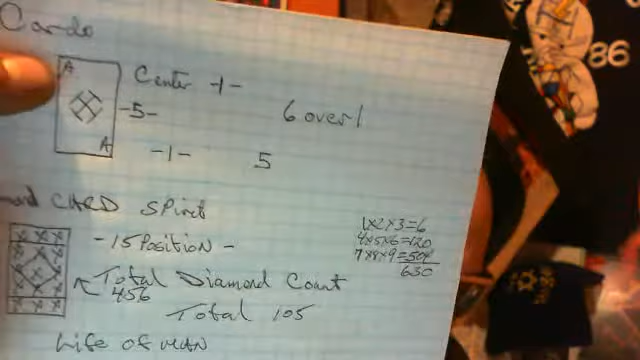 Cards
A
Center -1-
-5-
6 over 1
A
-1-
5
CARD Spirit
-15 Position-
Total Diamond Count
456
Total 105
Life of MAN
1x2x3=6
4x5x6=120
7x8x9=504
630
86